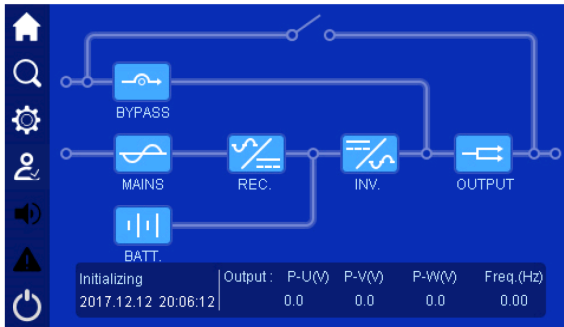 BYPASS
MAINS REC. INV. OUTPUT
BATT.
Initializing Output : P-U(V) P-V(V) P-W(V) Freq.(Hz)
2017.12.12 20:06:12 0.0 0.0 0.0 0.00